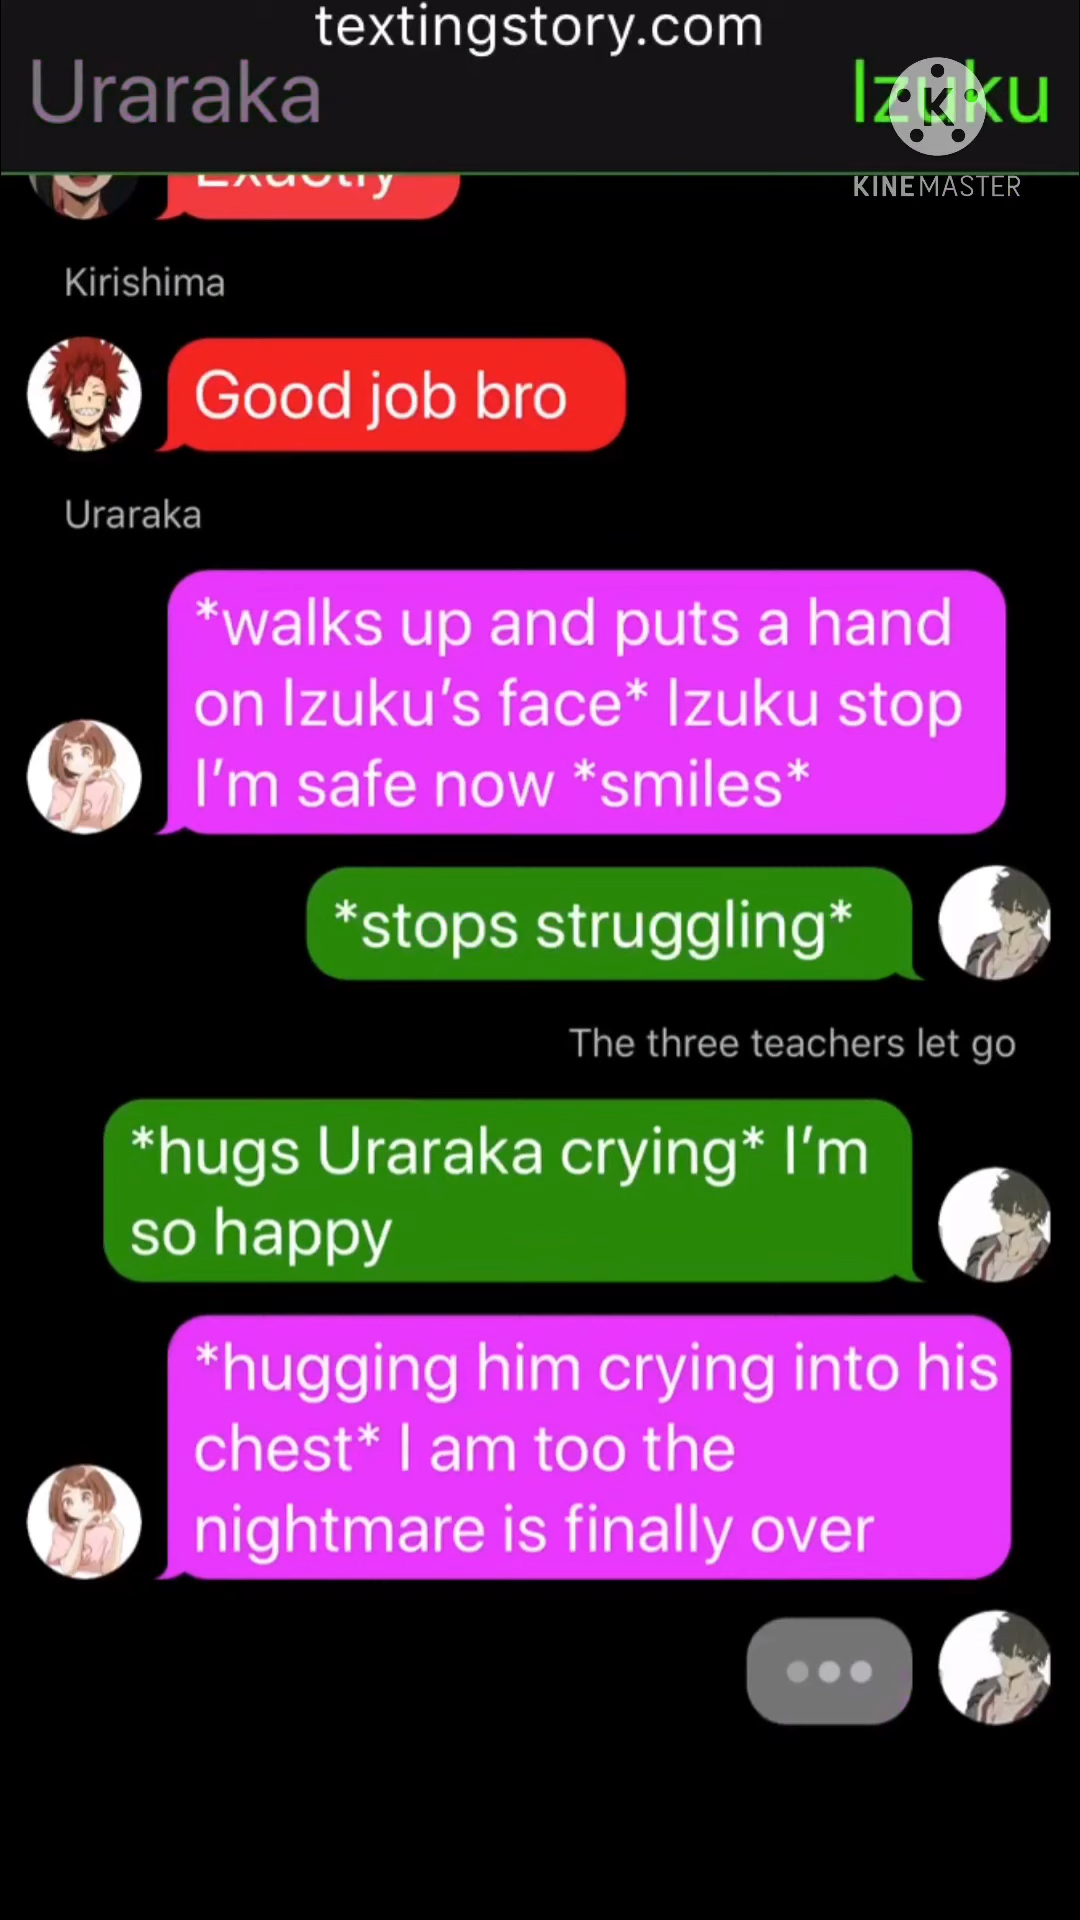 textingstory.com
Uraraka
Izuku
KINEMASTER
Exactly
Kirishima
Good job bro
Uraraka
*walks up and puts a hand
on Izuku’s face* Izuku stop
I’m safe now *smiles*
*stops struggling*
The three teachers let go
*hugs Uraraka crying* I’m
so happy
*hugging him crying into his
chest* I am too the
nightmare is finally over